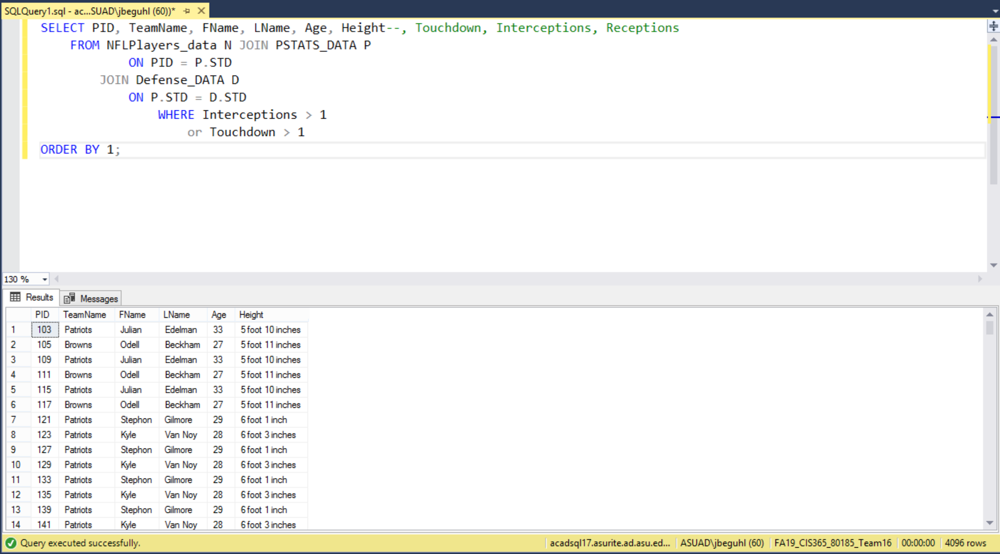 SQLQuery1.sql - ac...SUAD\jbeguhl (60))*
SELECT PID, TeamName, FName, LName, Age, Height--, Touchdown, Interceptions, Receptions
FROM NFLPlayers_data N JOIN PSTATS_DATA P
ON PID = P.STD
JOIN Defense_DATA D
ON P.STD = D.STD
WHERE Interceptions > 1
or Touchdown > 1
ORDER BY 1;
130 %
Results Messages
PID TeamName FName LName Age Height
1 103 Patriots Julian Edelman 33 5 foot 10 inches
2 105 Browns Odell Beckham 27 5 foot 11 inches
3 109 Patriots Julian Edelman 33 5 foot 10 inches
4 111 Browns Odell Beckham 27 5 foot 11 inches
5 115 Patriots Julian Edelman 33 5 foot 10 inches
6 117 Browns Odell Beckham 27 5 foot 11 inches
7 121 Patriots Stephon Gilmore 29 6 foot 1 inch
8 123 Patriots Kyle Van Noy 28 6 foot 3 inches
9 127 Patriots Stephon Gilmore 29 6 foot 1 inch
10 129 Patriots Kyle Van Noy 28 6 foot 3 inches
11 133 Patriots Stephon Gilmore 29 6 foot 1 inch
12 135 Patriots Kyle Van Noy 28 6 foot 3 inches
13 139 Patriots Stephon Gilmore 29 6 foot 1 inch
14 141 Patriots Kyle Van Noy 28 6 foot 3 inches
Query executed successfully. acadsql17.asurite.ad.asu.ed... ASUAD\jbeguhl (60) FA19_CIS365_80185_Team16 00:00:00 4096 rows